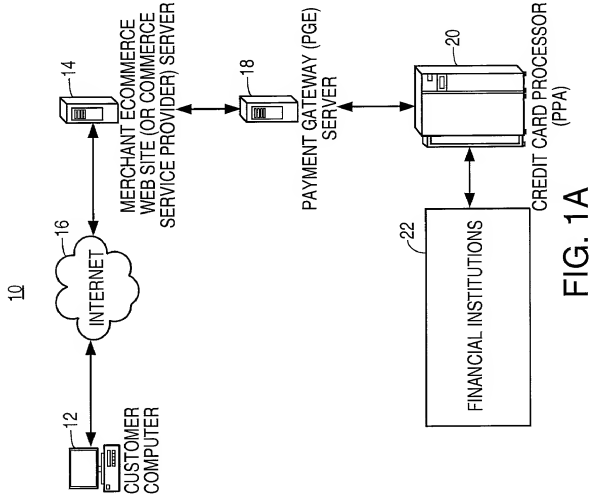 10
12
CUSTOMER
COMPUTER
16
INTERNET
14
MERCHANT ECOMMERCE
WEB SITE (OR COMMERCE
SERVICE PROVIDER) SERVER
18
PAYMENT GATEWAY (PGE)
SERVER
20
CREDIT CARD PROCESSOR
(PPA)
22
FINANCIAL INSTITUTIONS
FIG. 1A